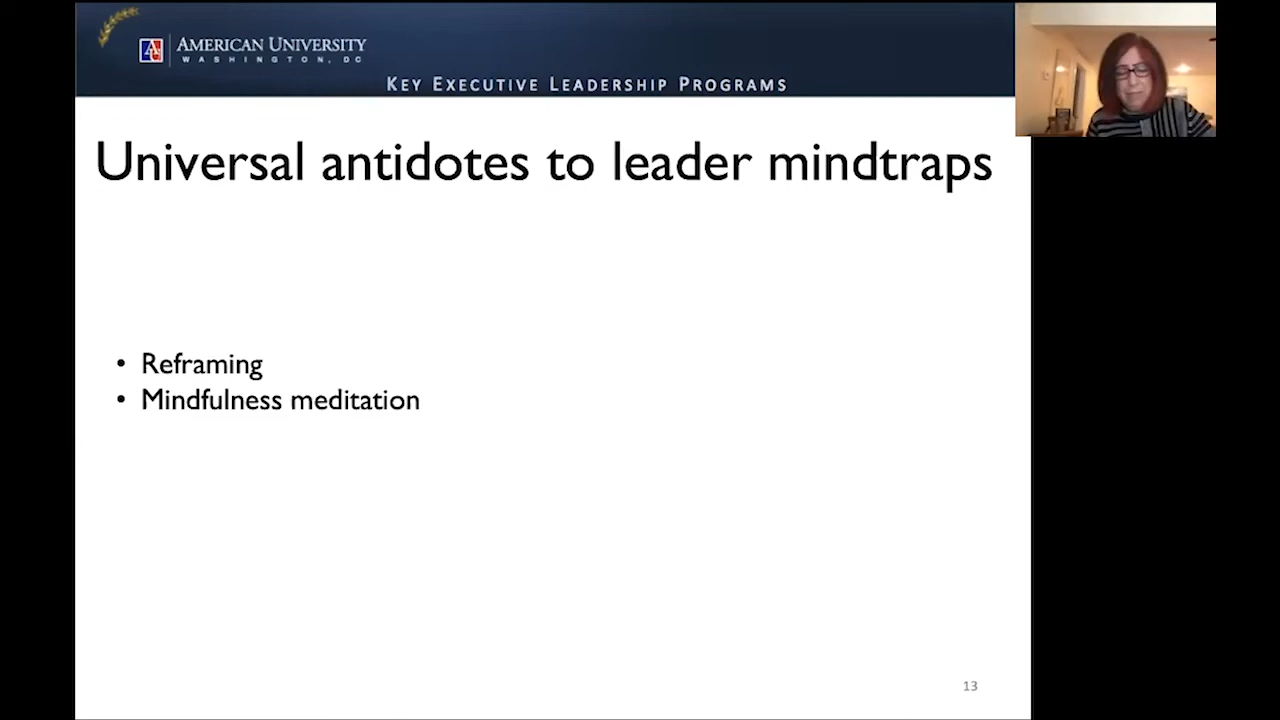 AMERICAN UNIVERSITY
WASHINGTON, DC
KEY EXECUTIVE LEADERSHIP PROGRAMS
Universal antidotes to leader mindtraps
• Reframing
• Mindfulness meditation
13